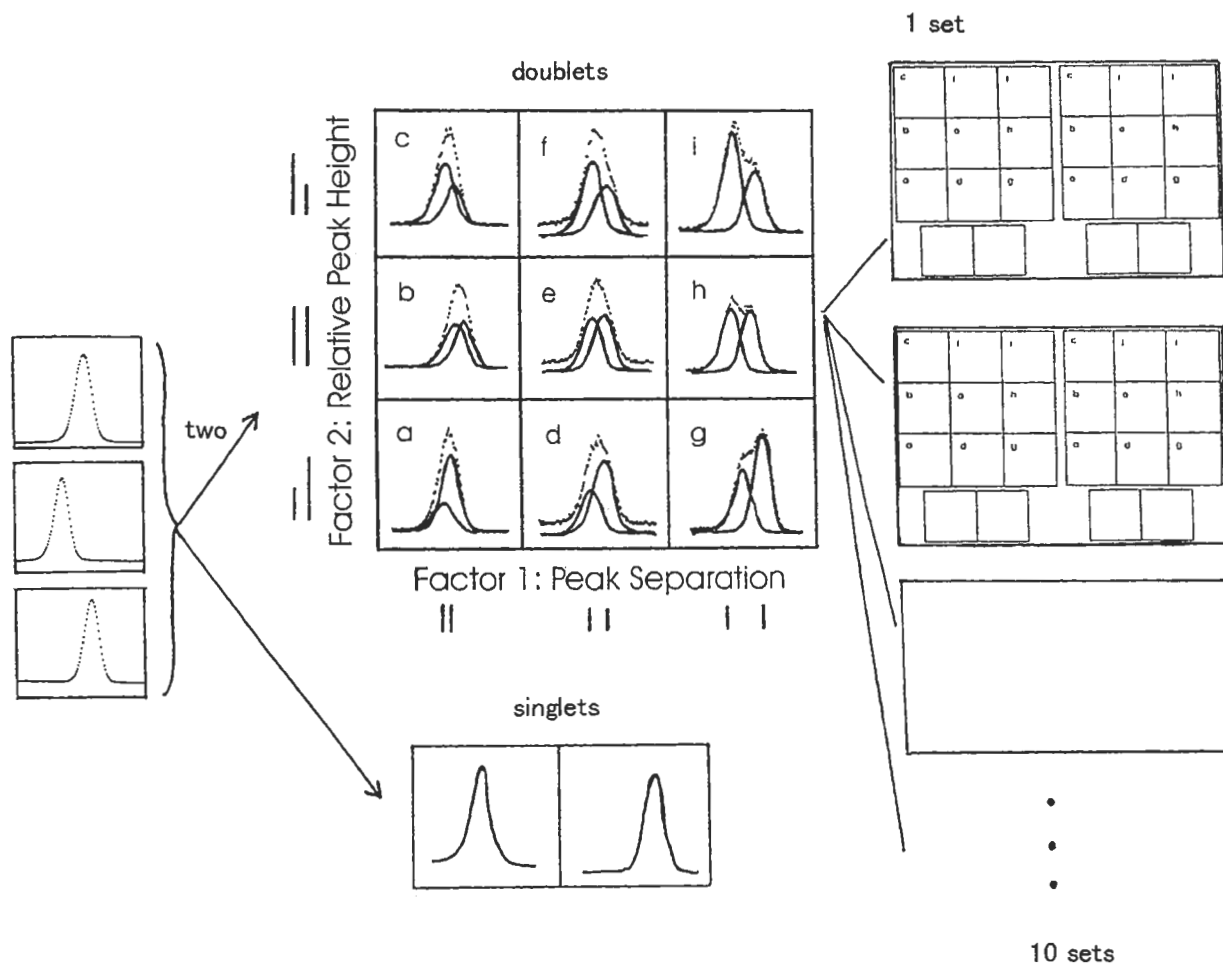 1 set
doublets
Factor 2: Relative Peak Height
c f i
b e h
a d g
two
Factor 1: Peak Separation
singlets
c i i c i i
b a h b a h
a d g a d g
c i i c j i
b a h b a h
a d g a d g
10 sets